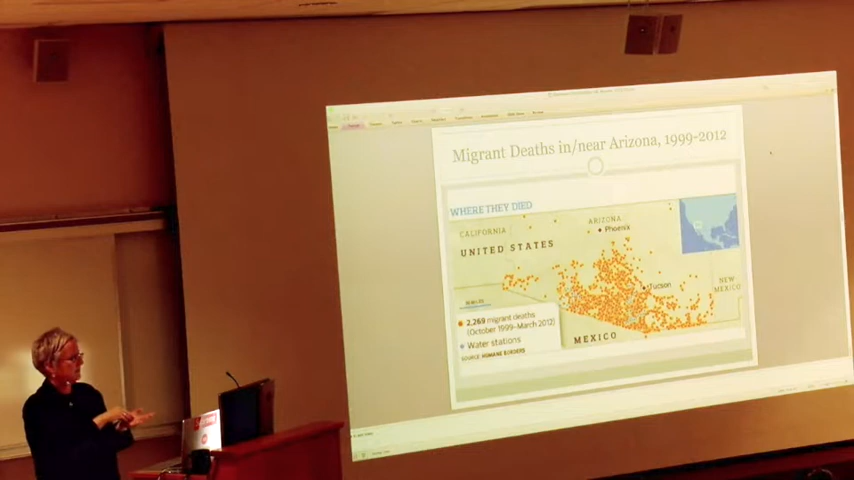 Migrant Deaths in/near Arizona, 1999-2012
WHERE THEY DIED
CALIFORNIA
ARIZONA
Phoenix
UNITED STATES
Tucson
NEW
MEXICO
2,269 migrant deaths
(October 1999–March 2012)
Water stations
MEXICO
SOURCE: HUMANE BORDERS